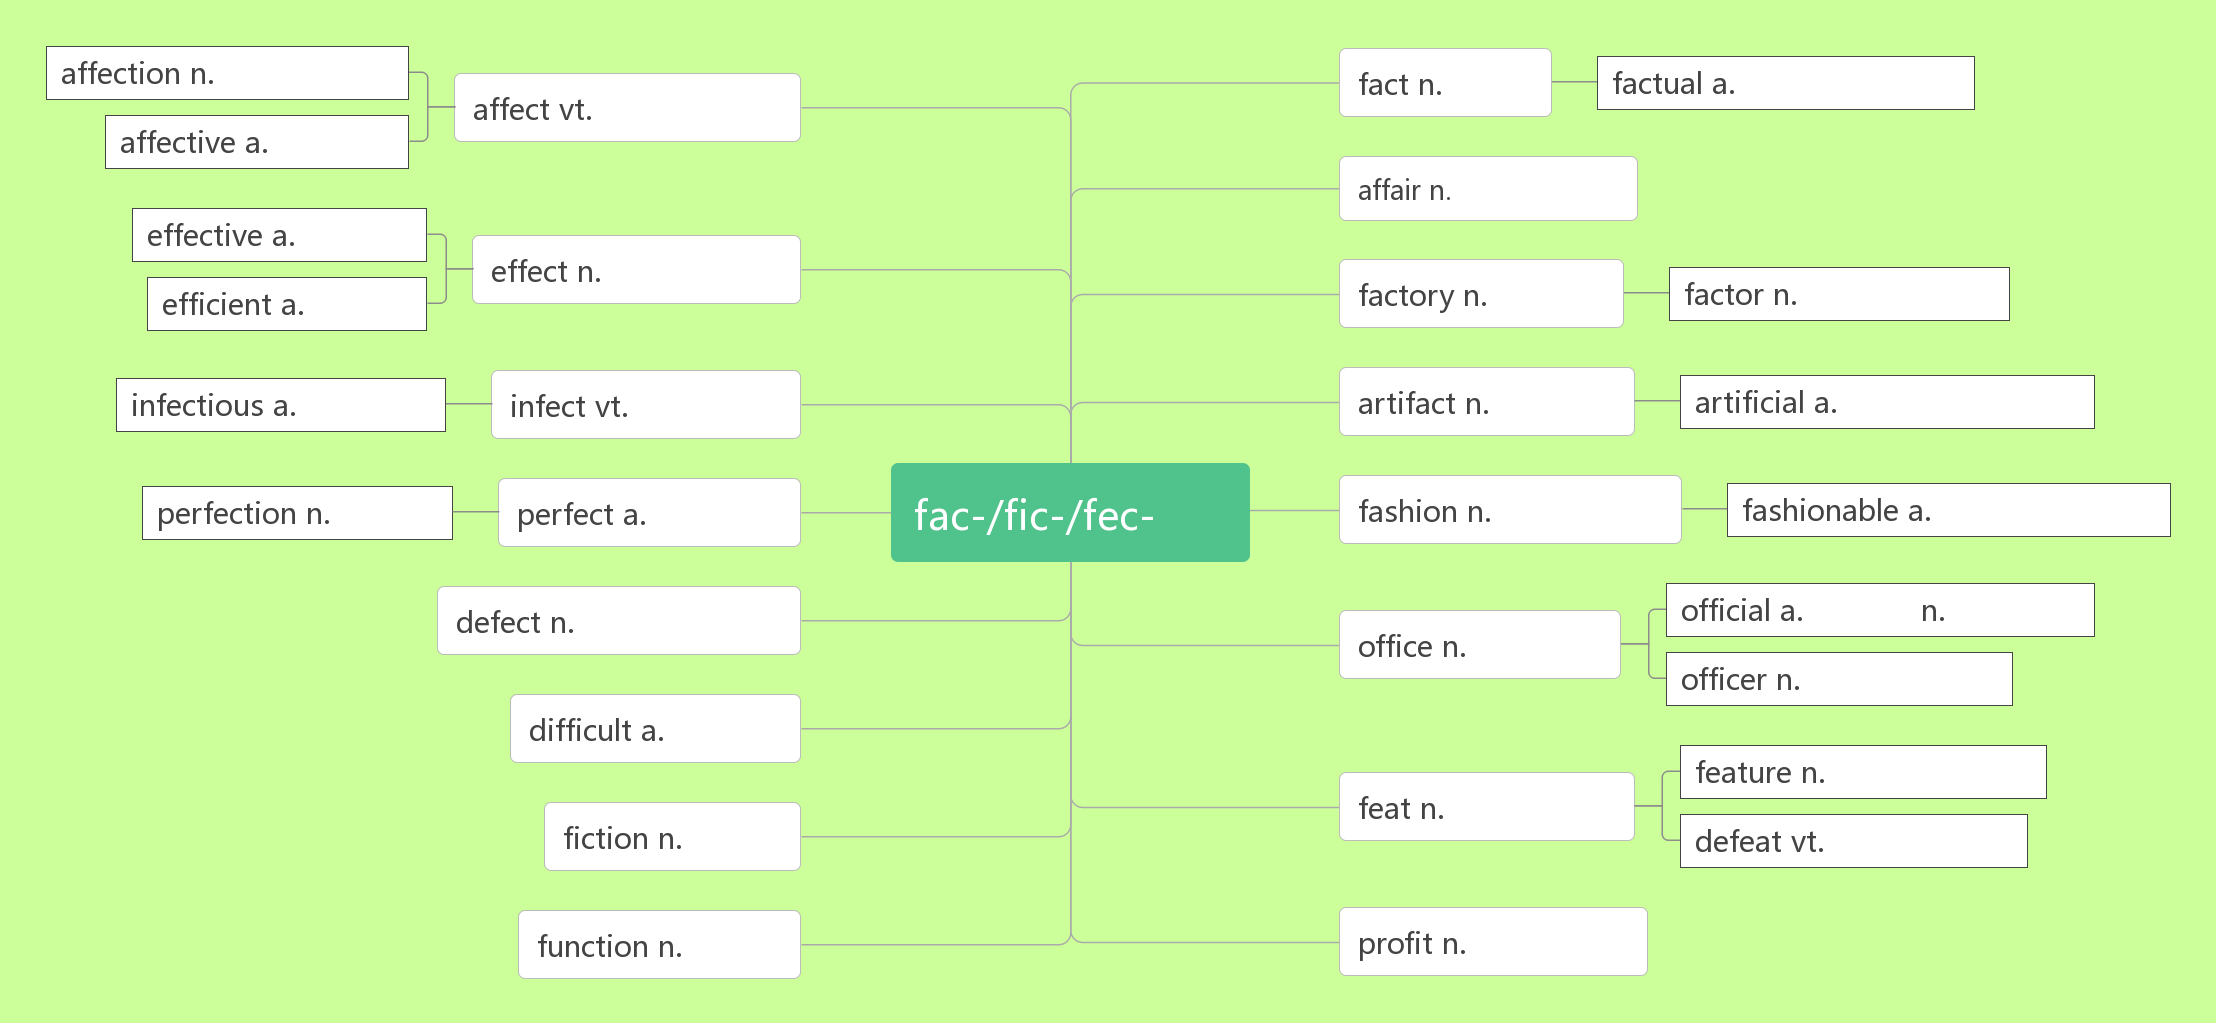 affection n.
affective a.
affect vt.
effective a.
efficient a.
effect n.
infectious a.
infect vt.
perfection n.
perfect a.
defect n.
difficult a.
fiction n.
function n.
fac-/fic-/fec-
fact n.
factual a.
affair n.
factory n.
factor n.
artifact n.
artificial a.
fashion n.
fashionable a.
office n.
official a. n.
officer n.
feat n.
feature n.
defeat vt.
profit n.